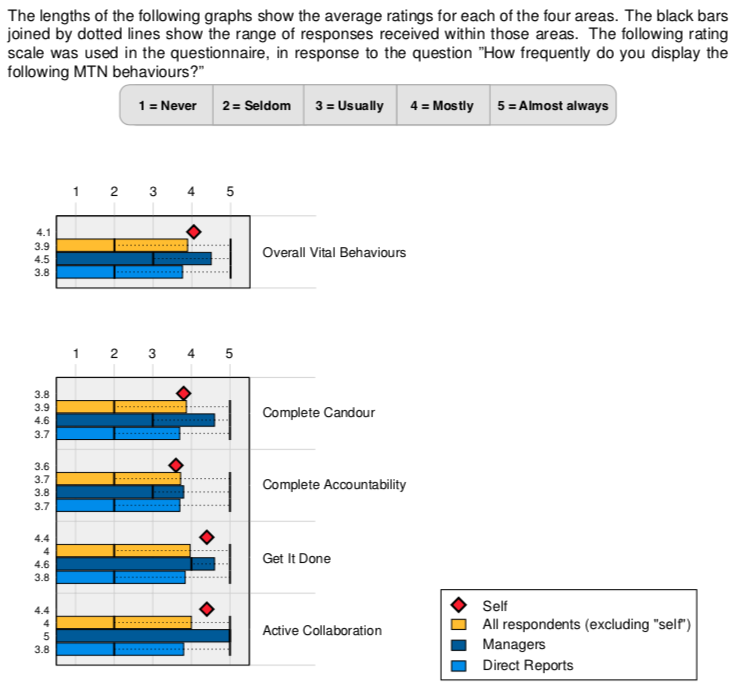 The lengths of the following graphs show the average ratings for each of the four areas. The black bars
joined by dotted lines show the range of responses received within those areas. The following rating
scale was used in the questionnaire, in response to the question "How frequently do you display the
following MTN behaviours?"
1 = Never 2 = Seldom 3 = Usually 4 = Mostly 5 = Almost always
1 2 3 4 5
4.1
3.9
4.5
3.8
Overall Vital Behaviours
1 2 3 4 5
3.8
3.9
4.6
3.7
Complete Candour
3.6
3.7
3.8
3.7
Complete Accountability
4.4
4
4.6
3.8
Get It Done
4.4
4
5
3.8
Active Collaboration
Self
All respondents (excluding "self")
Managers
Direct Reports